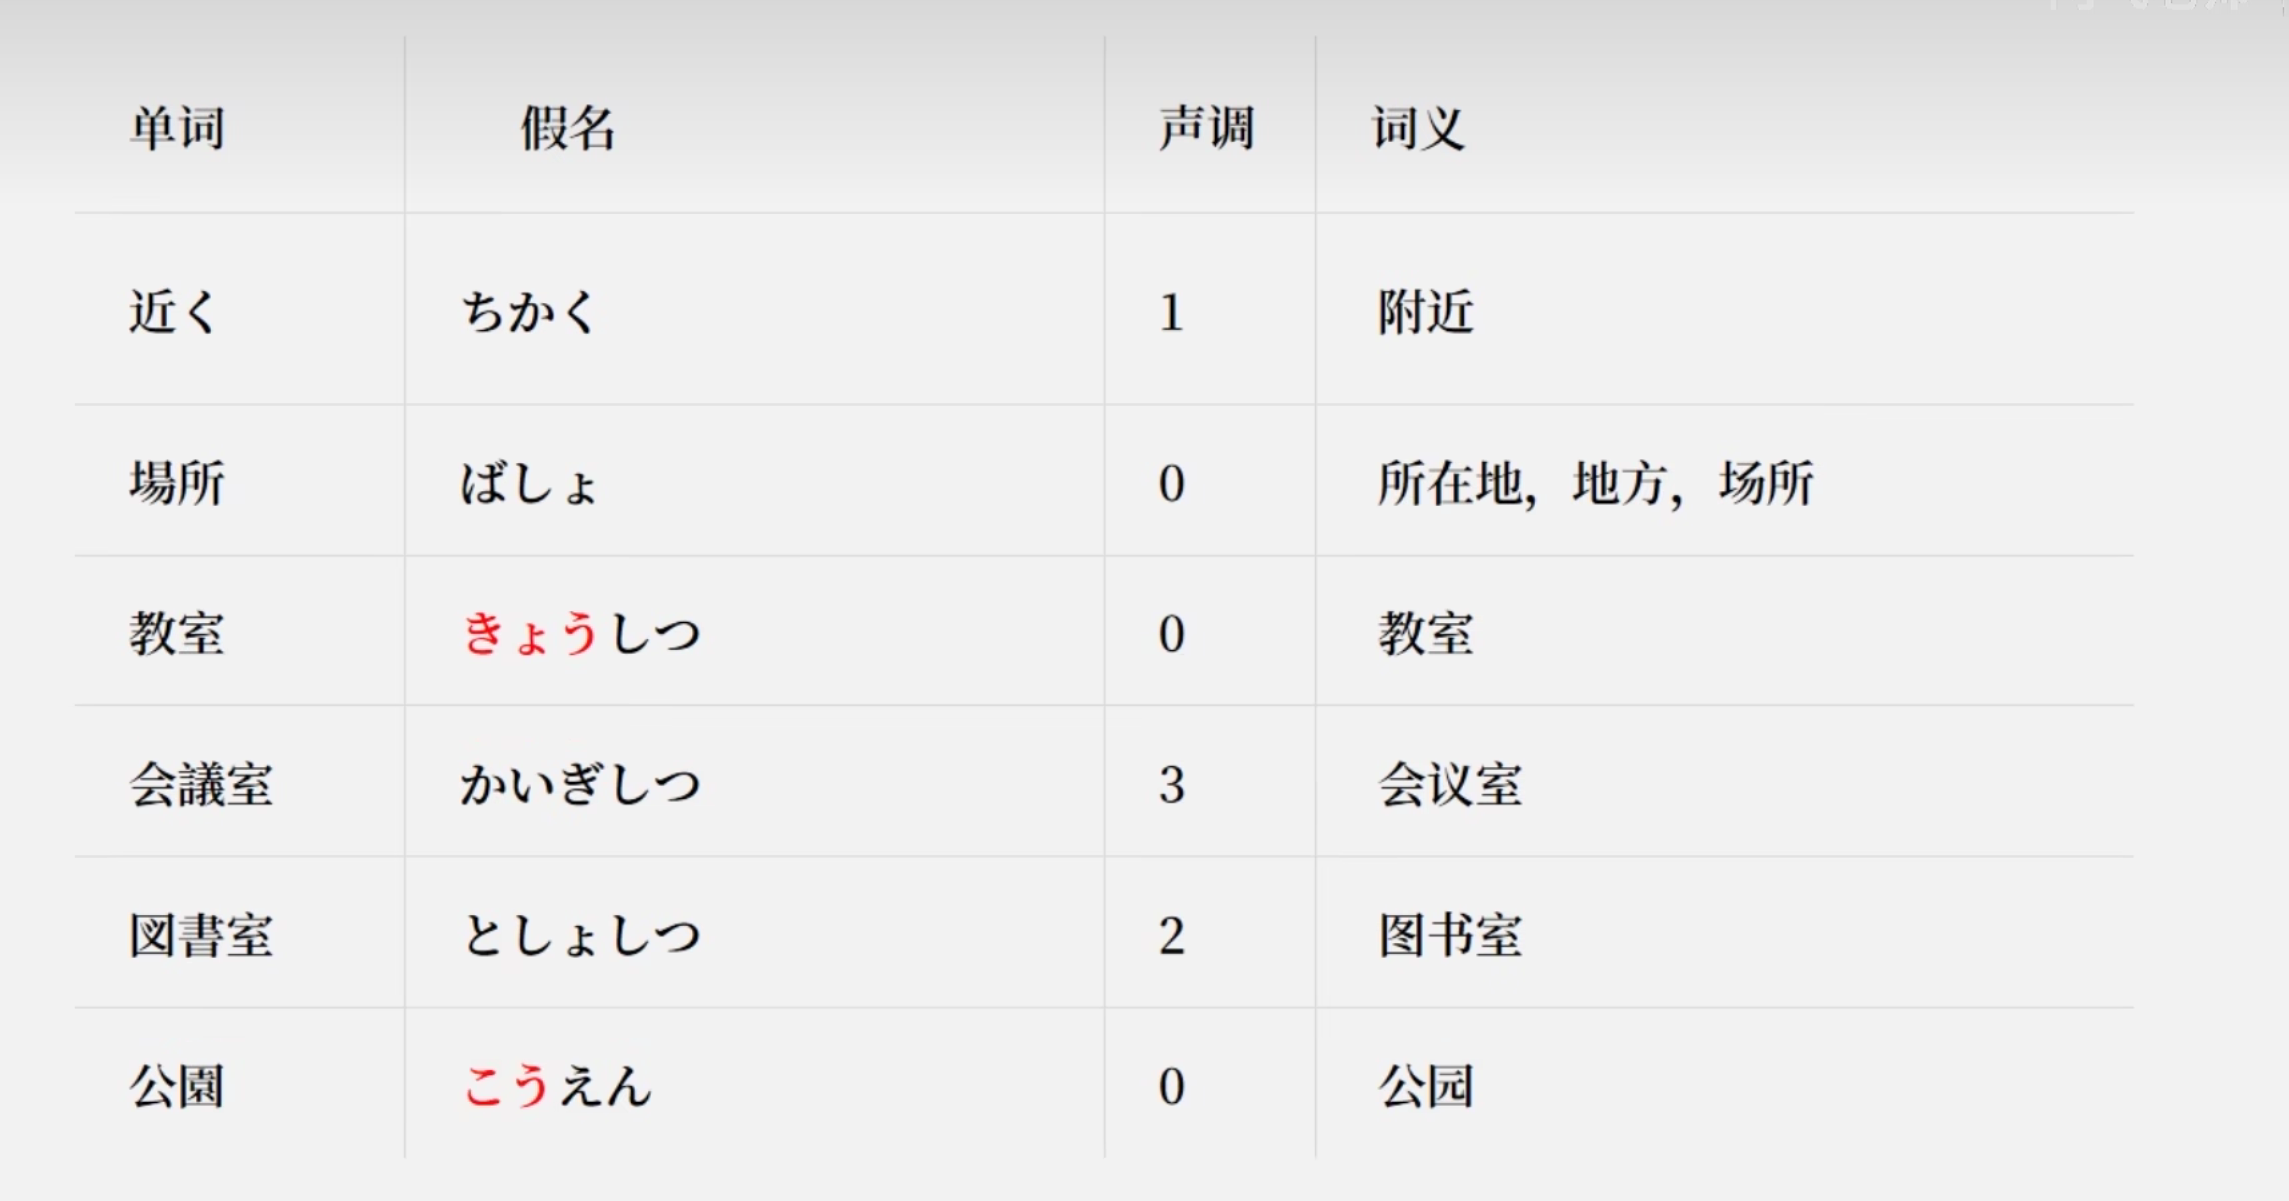 单词 假名 声调 词义
近く ちかく 1 附近
場所 ばしょ 0 所在地，地方，场所
教室 きょうしつ 0 教室
会議室 かいぎしつ 3 会议室
図書室 としょしつ 2 图书室
公園 こうえん 0 公园